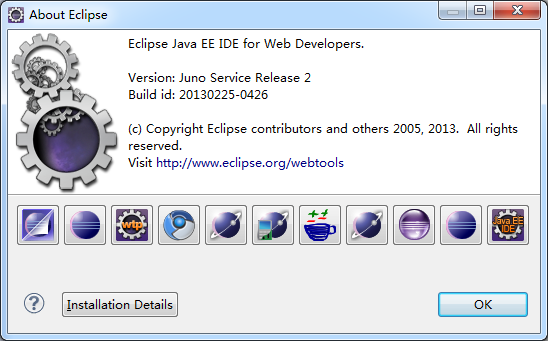 About Eclipse
Eclipse Java EE IDE for Web Developers.
Version: Juno Service Release 2
Build id: 20130225-0426
(c) Copyright Eclipse contributors and others 2005, 2013.  All rights
reserved.
Visit http://www.eclipse.org/webtools
wtp
Java EE
IDE
?
Installation Details
OK